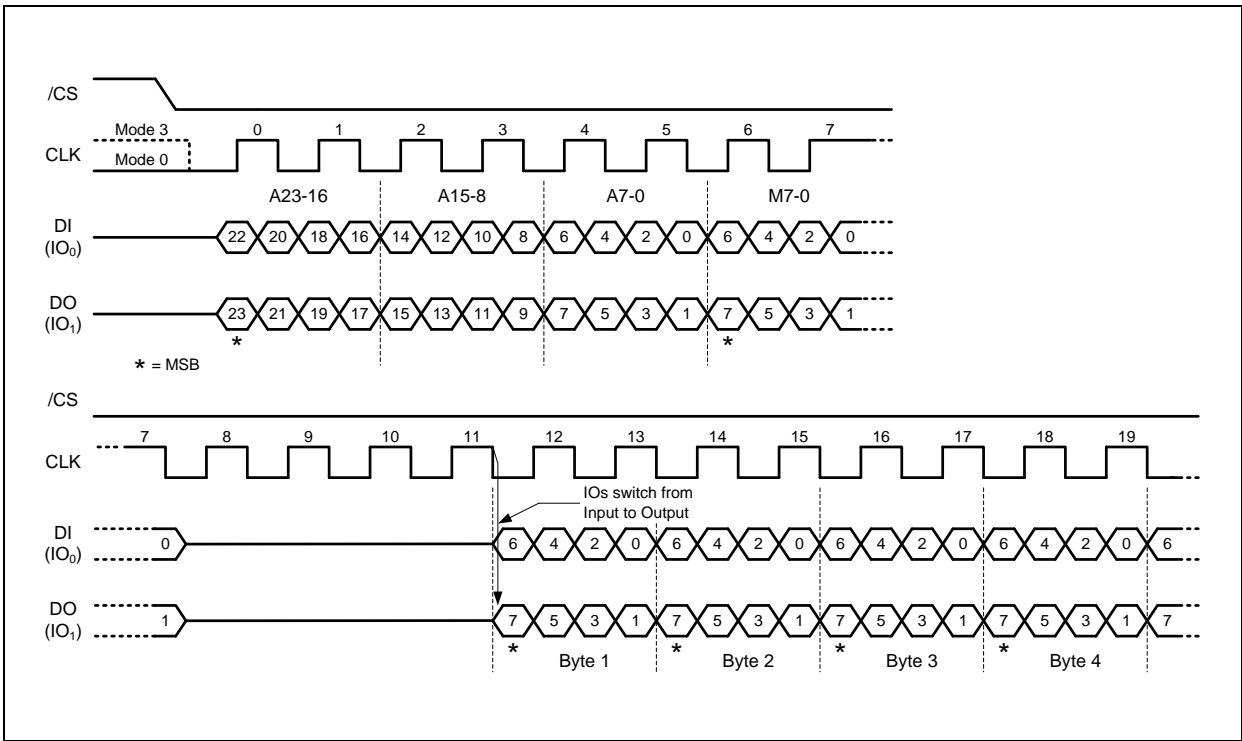 /CS
Mode 3 0 1 2 3 4 5 6 7
CLK
Mode 0
A23-16 A15-8 A7-0 M7-0
DI
(IO0) 22 20 18 16 14 12 10 8 6 4 2 0 6 4 2 0
DO
(IO1) 23 21 19 17 15 13 11 9 7 5 3 1 7 5 3 1
* *
* = MSB
/CS
7 8 9 10 11 12 13 14 15 16 17 18 19
CLK
IOs switch from
Input to Output
DI
(IO0) 0 6 4 2 0 6 4 2 0 6 4 2 0 6 4 2 0 6
DO
(IO1) 1 7 5 3 1 7 5 3 1 7 5 3 1 7 5 3 1 7
* * * *
Byte 1 Byte 2 Byte 3 Byte 4